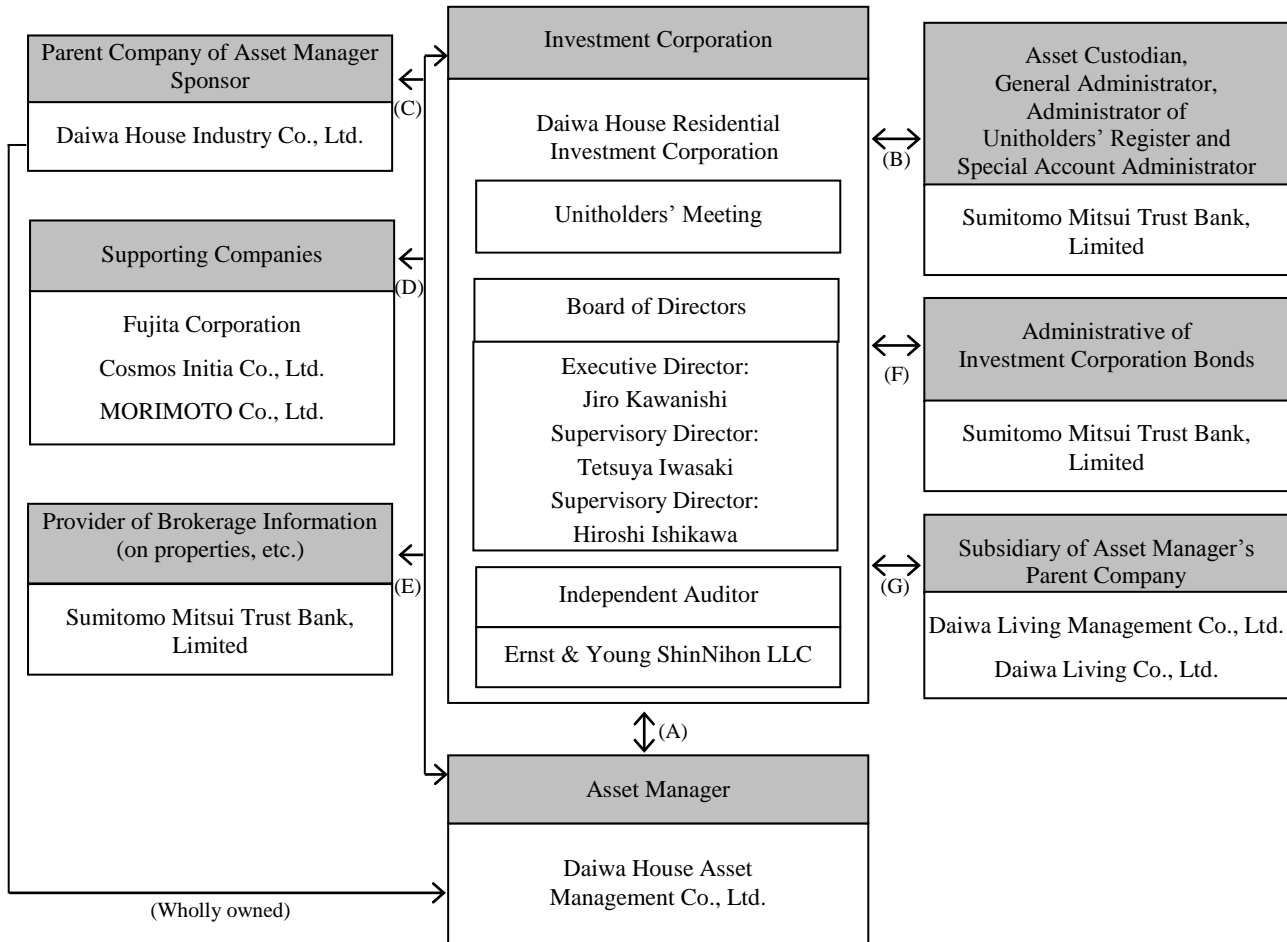 Parent Company of Asset Manager
Sponsor
Daiwa House Industry Co., Ltd.
(C)
Supporting Companies
(D)
Fujita Corporation
Cosmos Initia Co., Ltd.
MORIMOTO Co., Ltd.
Provider of Brokerage Information
(on properties, etc.)
(E)
Sumitomo Mitsui Trust Bank,
Limited
(Wholly owned)
Investment Corporation
Daiwa House Residential
Investment Corporation
Unitholders’ Meeting
Board of Directors
Executive Director:
Jiro Kawanishi
Supervisory Director:
Tetsuya Iwasaki
Supervisory Director:
Hiroshi Ishikawa
Independent Auditor
Ernst & Young ShinNihon LLC
(A)
Asset Manager
Daiwa House Asset
Management Co., Ltd.
Asset Custodian,
General Administrator,
Administrator of
Unitholders’ Register and
Special Account Administrator
(B)
Sumitomo Mitsui Trust Bank,
Limited
Administrative of
Investment Corporation Bonds
(F)
Sumitomo Mitsui Trust Bank,
Limited
Subsidiary of Asset Manager’s
Parent Company
(G)
Daiwa Living Management Co., Ltd.
Daiwa Living Co., Ltd.